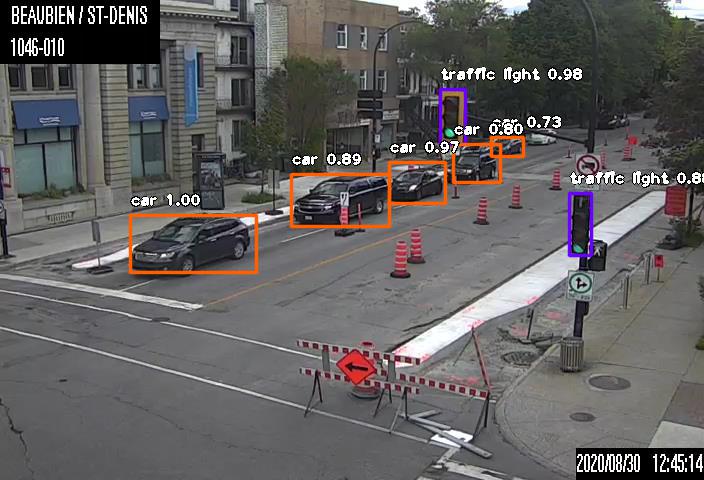 BEAUBIEN / ST-DENIS
1046-010
traffic light 0.98
car 0.73
car 0.80
car 0.97
car 0.89
traffic light 0.88
car 1.00
2020/08/30 12:45:14